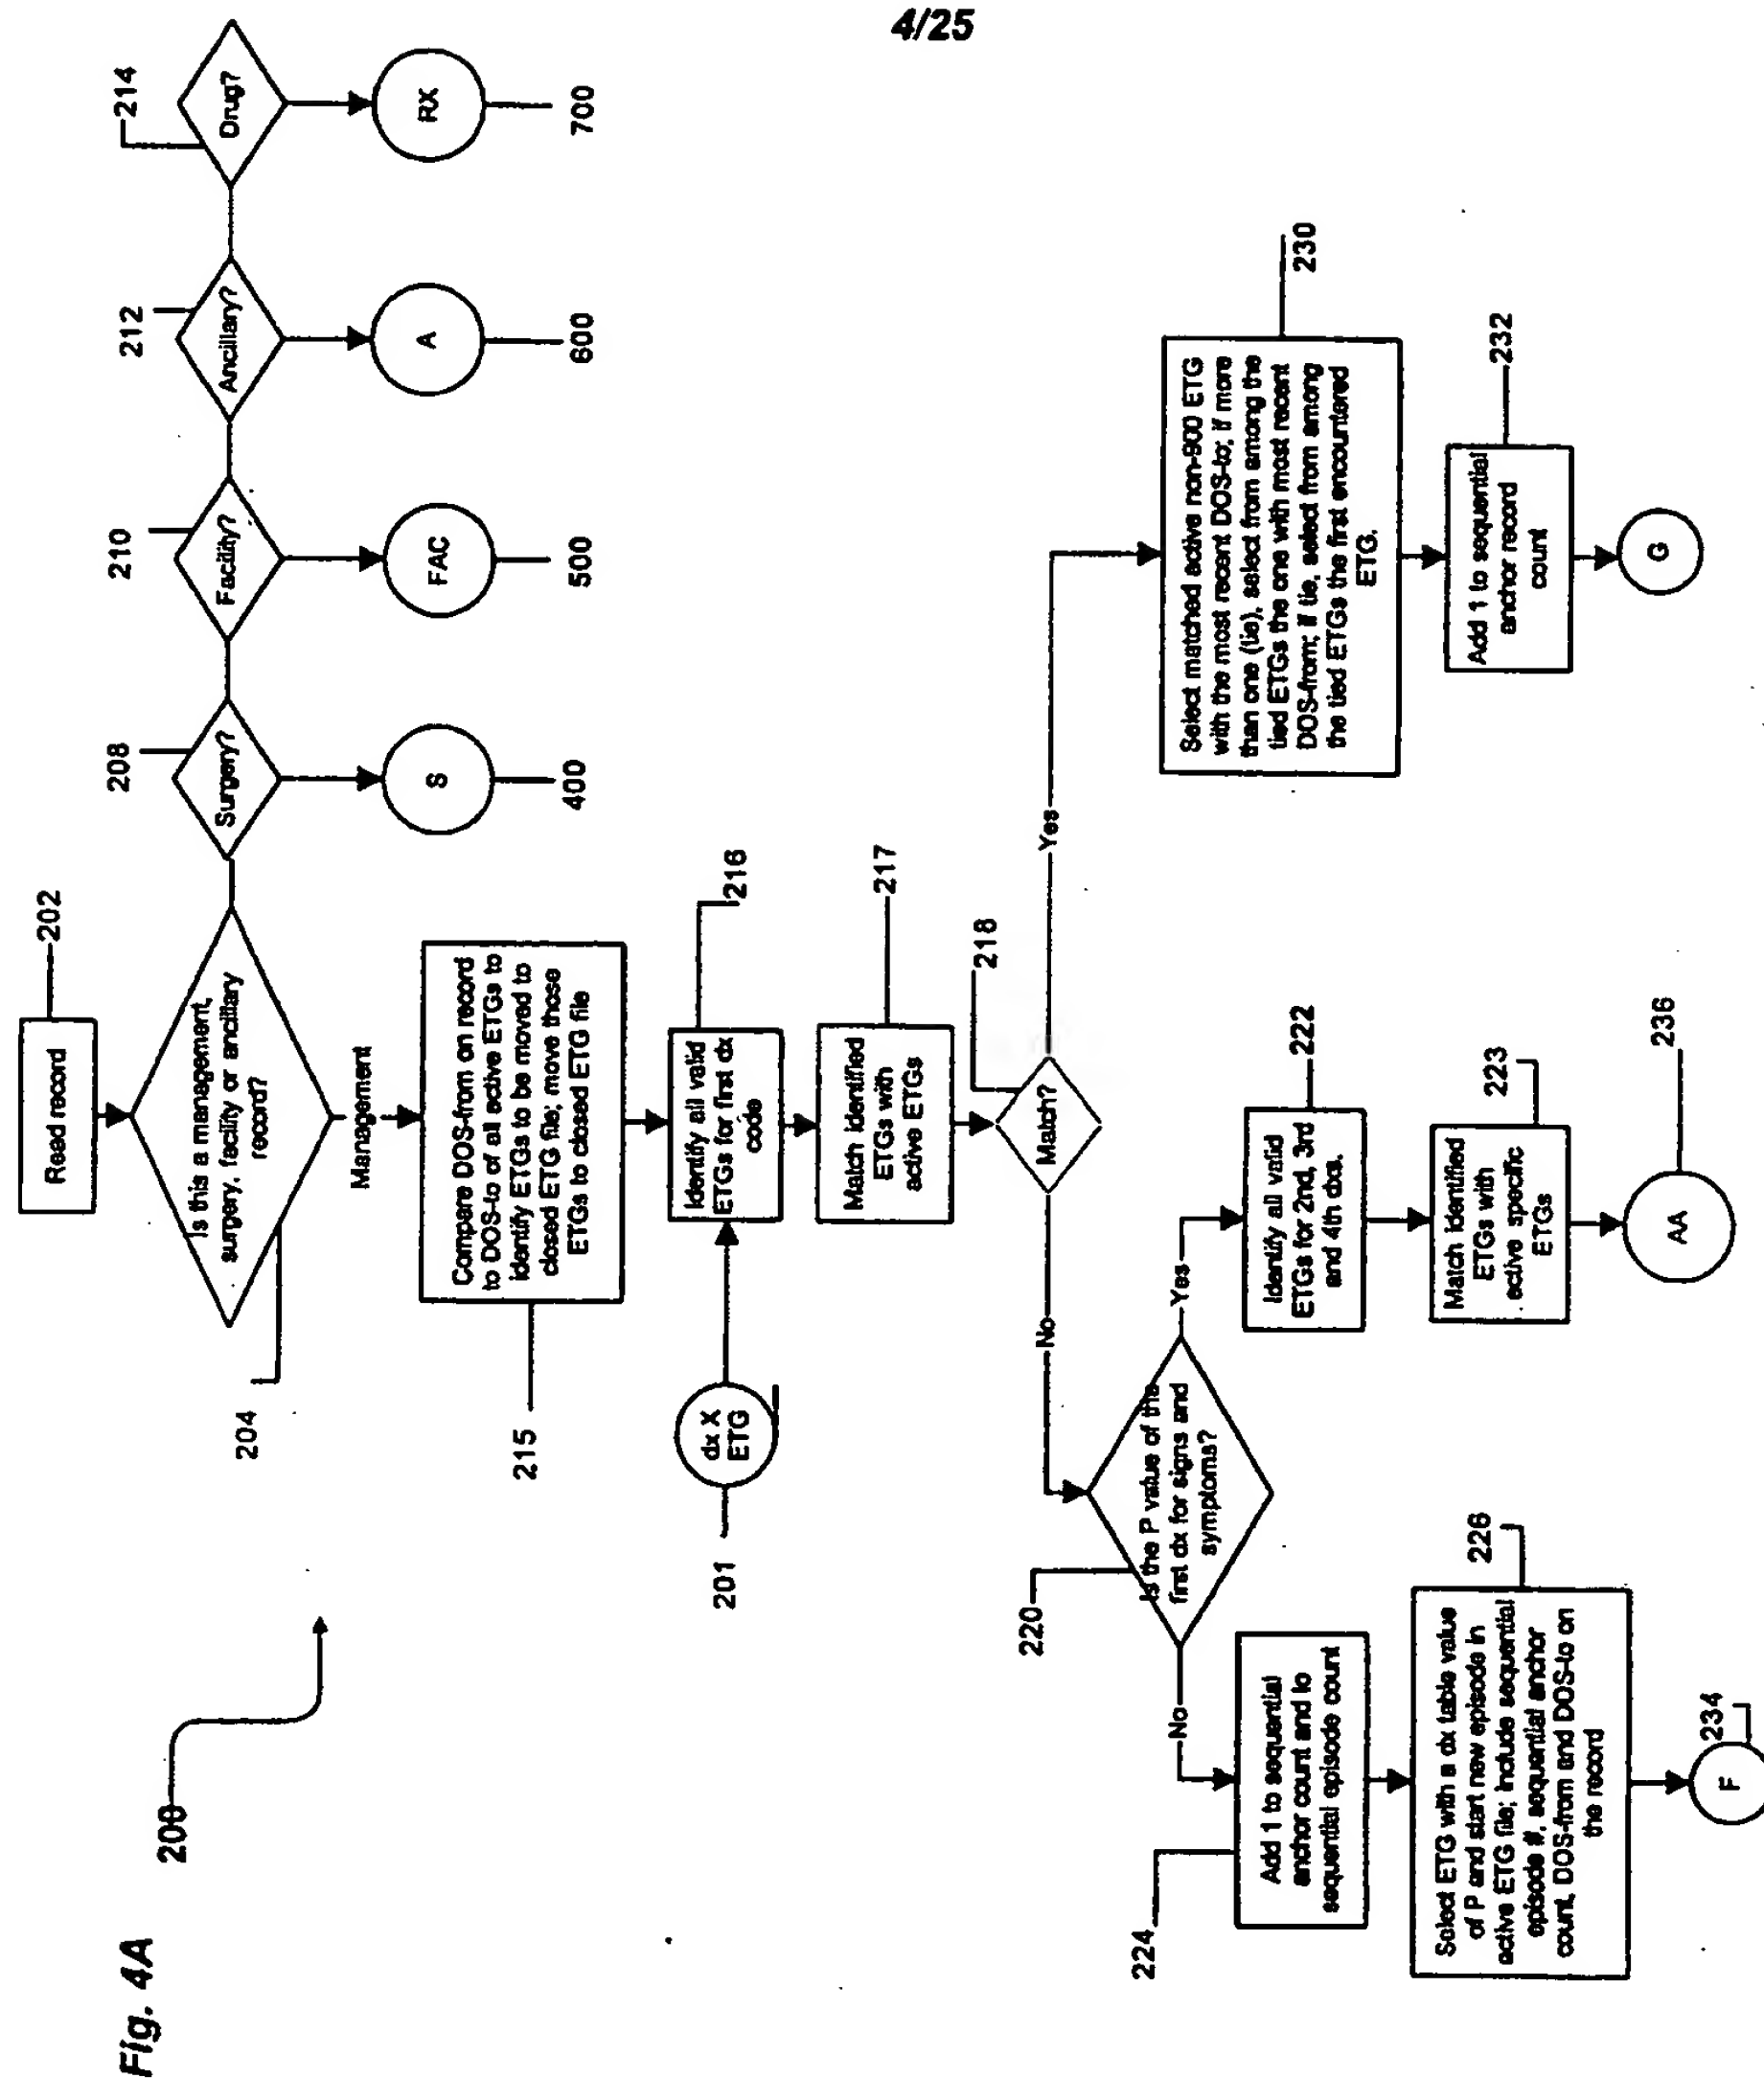 4/25
Fig. 4A
200
Read record
202
Is this a management,
surgery, facility or ancillary
record?
204
Surgery?
208
S
400
Facility?
210
FAC
500
Ancillary?
212
A
600
Drug?
214
RX
700
Management
Compare DOS-from on record
to DOS-to of all active ETGs to
identify ETGs to be moved to
closed ETG file; move those
ETGs to closed ETG file
215
dx X
ETG
201
Identify all valid
ETGs for first dx
code
216
Match identified
ETGs with
active ETGs
217
Match?
218
No
Yes
Is the P value of the
first dx for signs and
symptoms?
220
No
Yes
Add 1 to sequential
anchor count and to
sequential episode count
224
Select ETG with a dx table value
of P and start new episode in
active ETG file; include sequential
episode #, sequential anchor
count, DOS-from and DOS-to on
the record
226
F
234
Identify all valid
ETGs for 2nd, 3rd
and 4th dxs.
222
Match identified
ETGs with
active specific
ETGs
223
AA
236
Select matched active non-900 ETG
with the most recent DOS-to; if more
than one (tie), select from among the
tied ETGs the one with most recent
DOS-from; if tie, select from among
the tied ETGs the first encountered
ETG.
230
Add 1 to sequential
anchor record
count
232
G